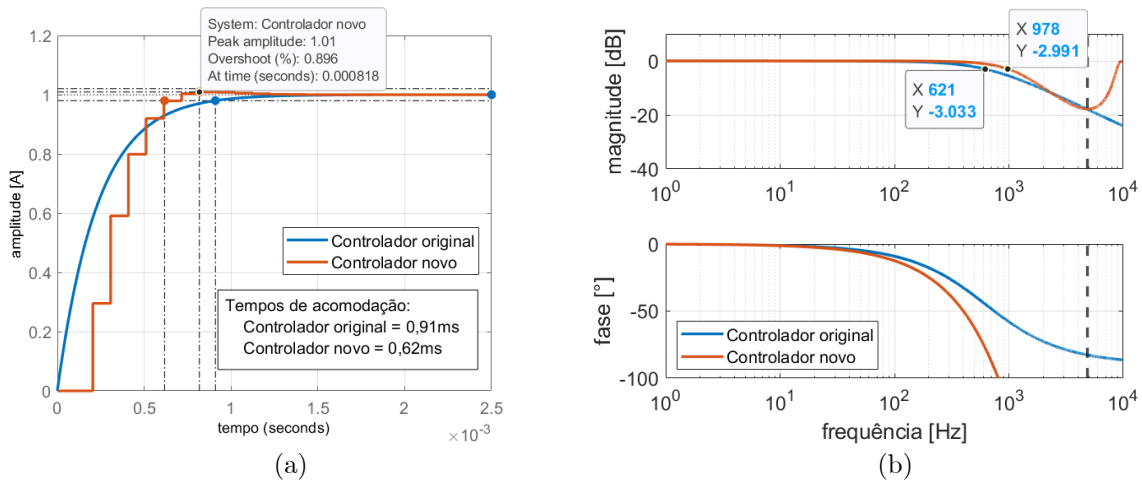 System: Controlador novo
Peak amplitude: 1.01
Overshoot (%): 0.896
At time (seconds): 0.000818
1.2
1
0.8
0.6
0.4
0.2
0
amplitude [A]
Controlador original
Controlador novo
Tempos de acomodação:
Controlador original = 0,91ms
Controlador novo = 0,62ms
0 0.5 1 1.5 2 2.5
tempo (seconds)
×10⁻³
(a)
X 978
Y -2.991
X 621
Y -3.033
0
-20
-40
magnitude [dB]
10⁰ 10¹ 10² 10³ 10⁴
0
-50
-100
fase [°]
Controlador original
Controlador novo
10⁰ 10¹ 10² 10³ 10⁴
frequência [Hz]
(b)